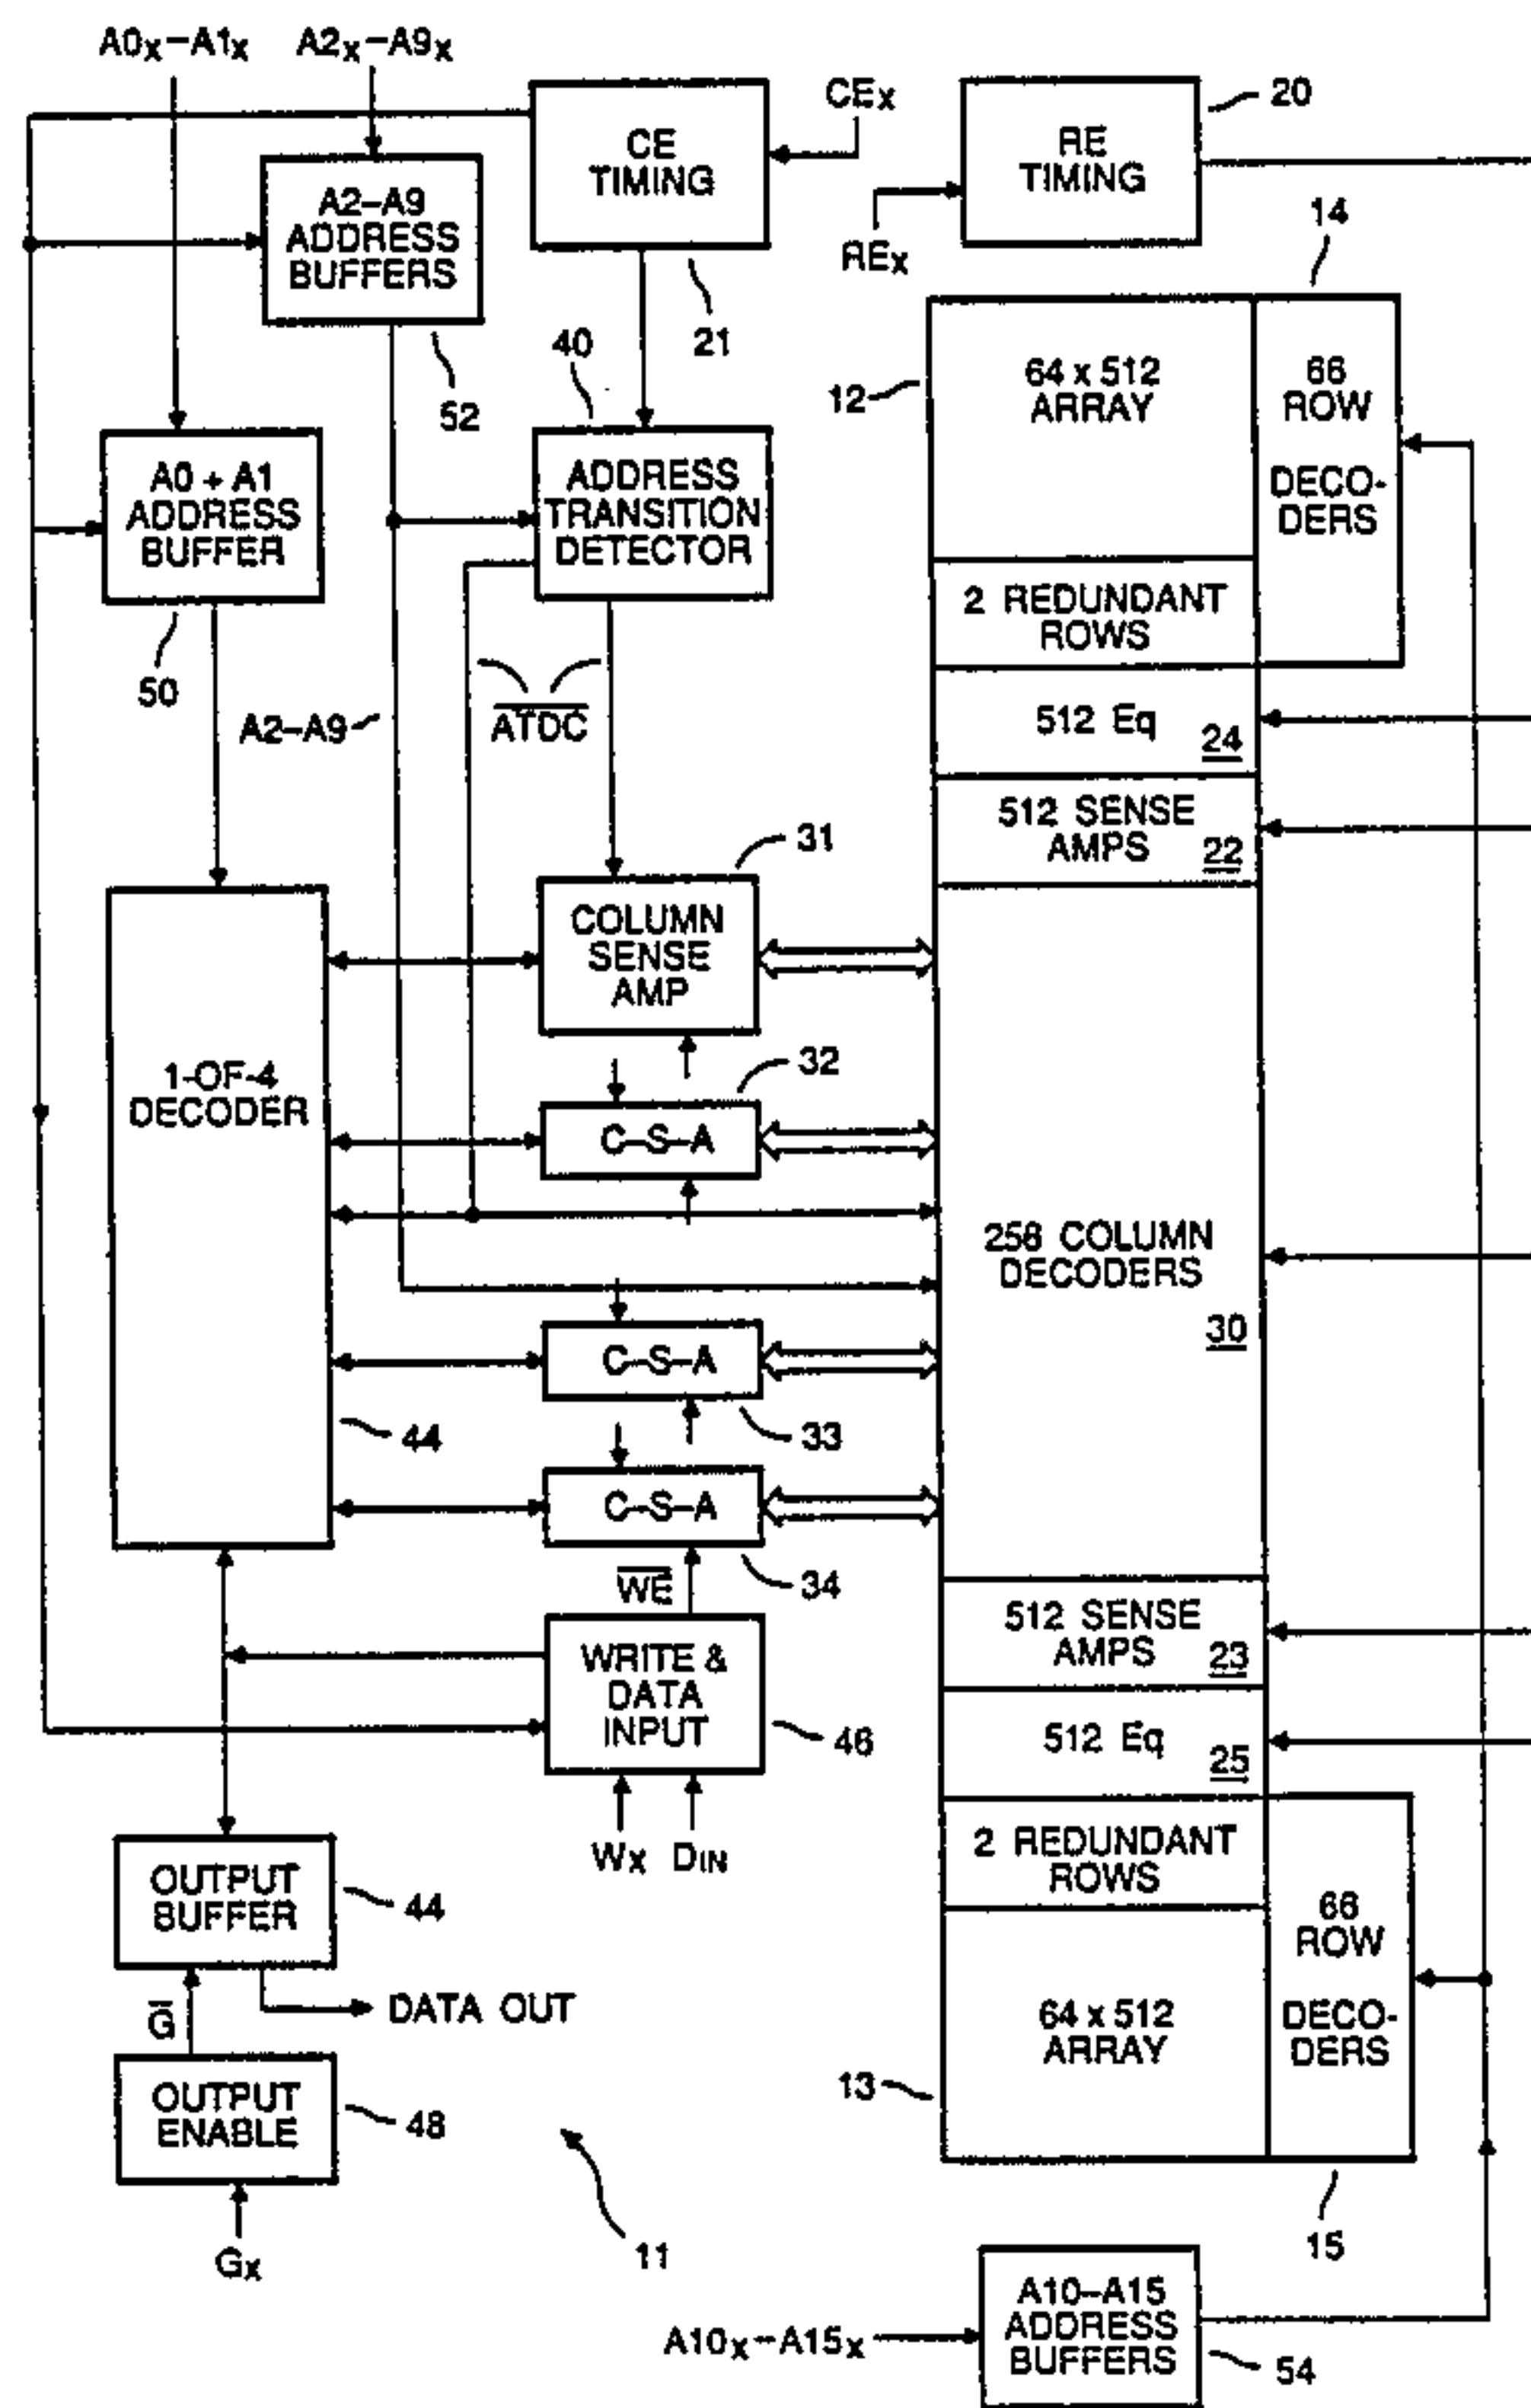 A0x–A1x
A2x–A9x
CEx
20
CE
TIMING
RE
TIMING
A2–A9
ADDRESS
BUFFERS
REx
14
21
52
40
12
64 x 512
ARRAY
66
ROW
DECO-
DERS
A0 + A1
ADDRESS
BUFFER
ADDRESS
TRANSITION
DETECTOR
2 REDUNDANT
ROWS
50
A2–A9
ATDC
512 Eq
24
512 SENSE
AMPS
22
31
COLUMN
SENSE
AMP
1-OF-4
DECODER
32
C–S–A
256 COLUMN
DECODERS
30
C–S–A
33
44
C–S–A
34
WE
512 SENSE
AMPS
23
WRITE &
DATA
INPUT
46
512 Eq
25
Wx
DIN
2 REDUNDANT
ROWS
OUTPUT
BUFFER
44
66
ROW
DECO-
DERS
G
DATA OUT
64 x 512
ARRAY
13
OUTPUT
ENABLE
48
Gx
11
15
A10x–A15x
A10–A15
ADDRESS
BUFFERS
54